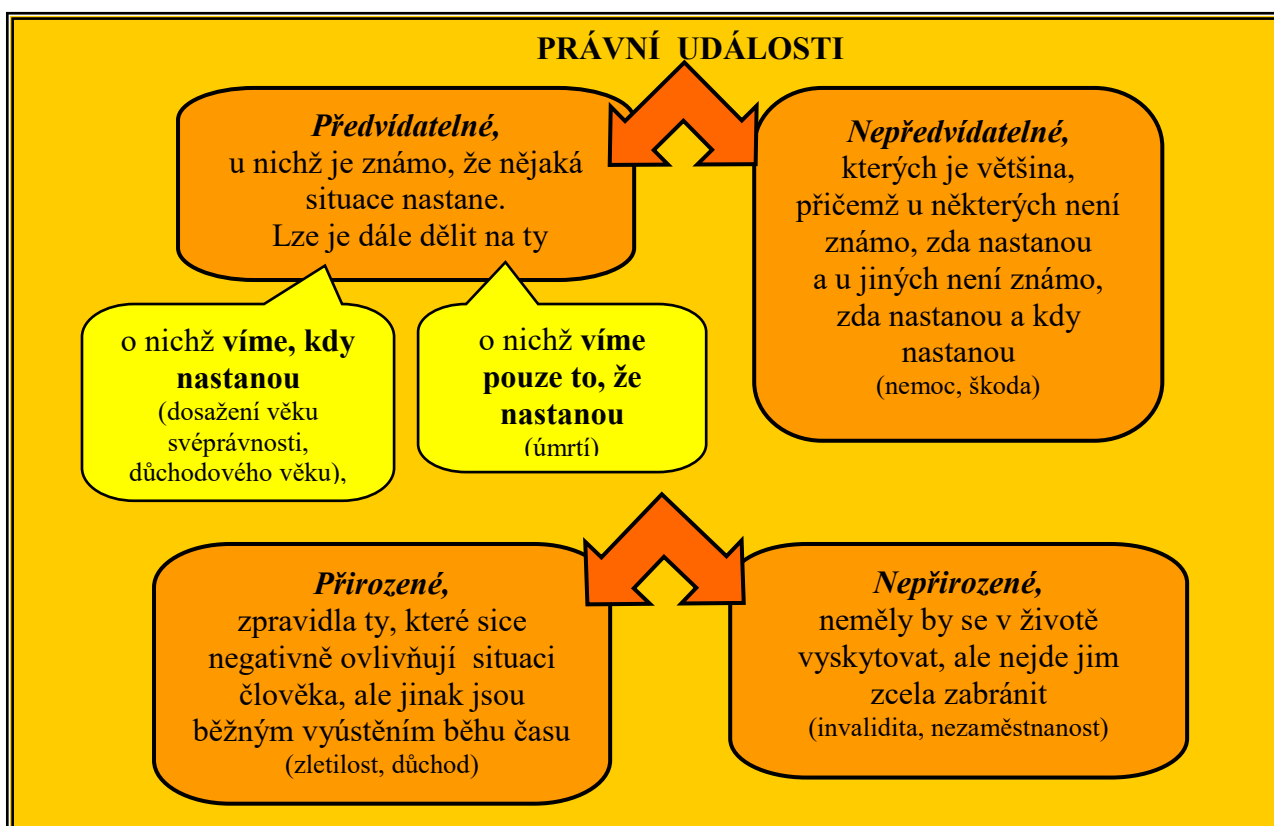 PRÁVNÍ UDÁLOSTI
Předvídatelné,
u nichž je známo, že nějaká
situace nastane.
Lze je dále dělit na ty
Nepředvídatelné,
kterých je většina,
přičemž u některých není
známo, zda nastanou
a u jiných není známo,
zda nastanou a kdy
nastanou
(nemoc, škoda)
o nichž víme, kdy
nastanou
(dosažení věku
svéprávnosti,
důchodového věku),
o nichž víme
pouze to, že
nastanou
(úmrtí)
Přirozené,
zpravidla ty, které sice
negativně ovlivňují situaci
člověka, ale jinak jsou
běžným vyústěním běhu času
(zletilost, důchod)
Nepřirozené,
neměly by se v životě
vyskytovat, ale nejde jim
zcela zabránit
(invalidita, nezaměstnanost)